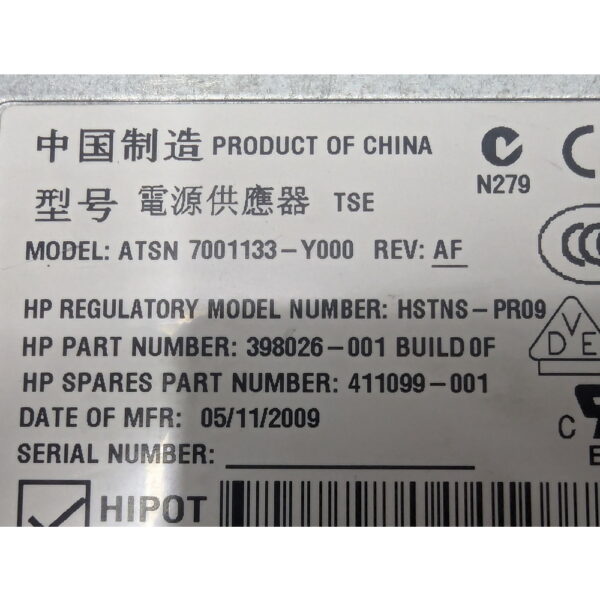 中国制造 PRODUCT OF CHINA
N279
型号 電源供應器 TSE
MODEL: ATSN 7001133-Y000 REV: AF
HP REGULATORY MODEL NUMBER: HSTNS-PR09
HP PART NUMBER: 398026-001 BUILD 0F
HP SPARES PART NUMBER: 411099-001
DATE OF MFR: 05/11/2009
SERIAL NUMBER:
HIPOT
DVE
C